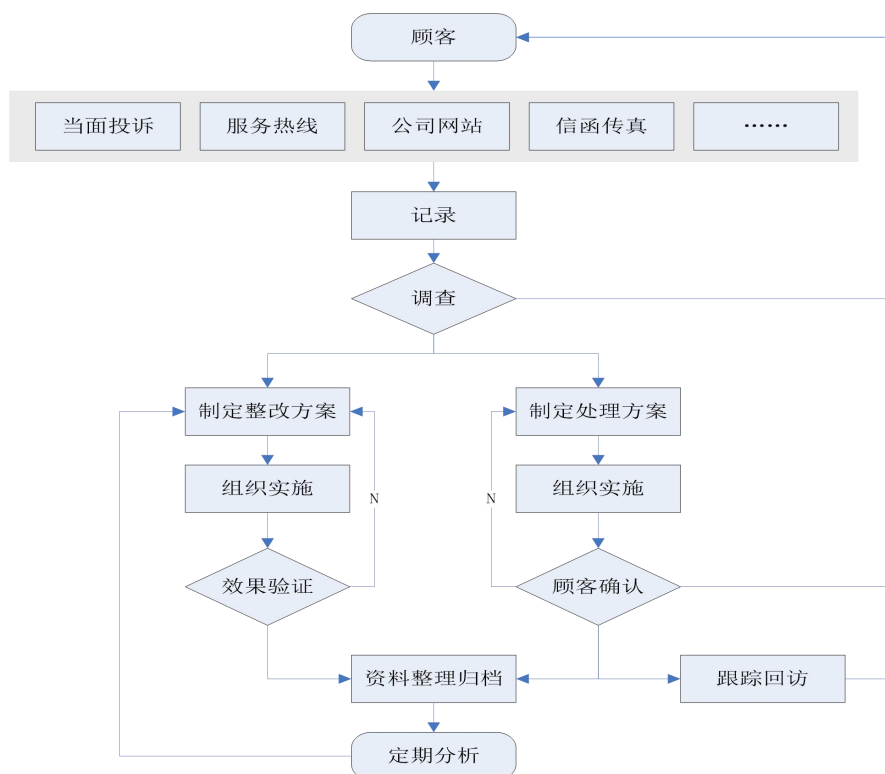 顾客
当面投诉 服务热线 公司网站 信函传真 ……
记录
调查
制定整改方案 制定处理方案
组织实施 组织实施
N N
效果验证 顾客确认
资料整理归档 跟踪回访
定期分析